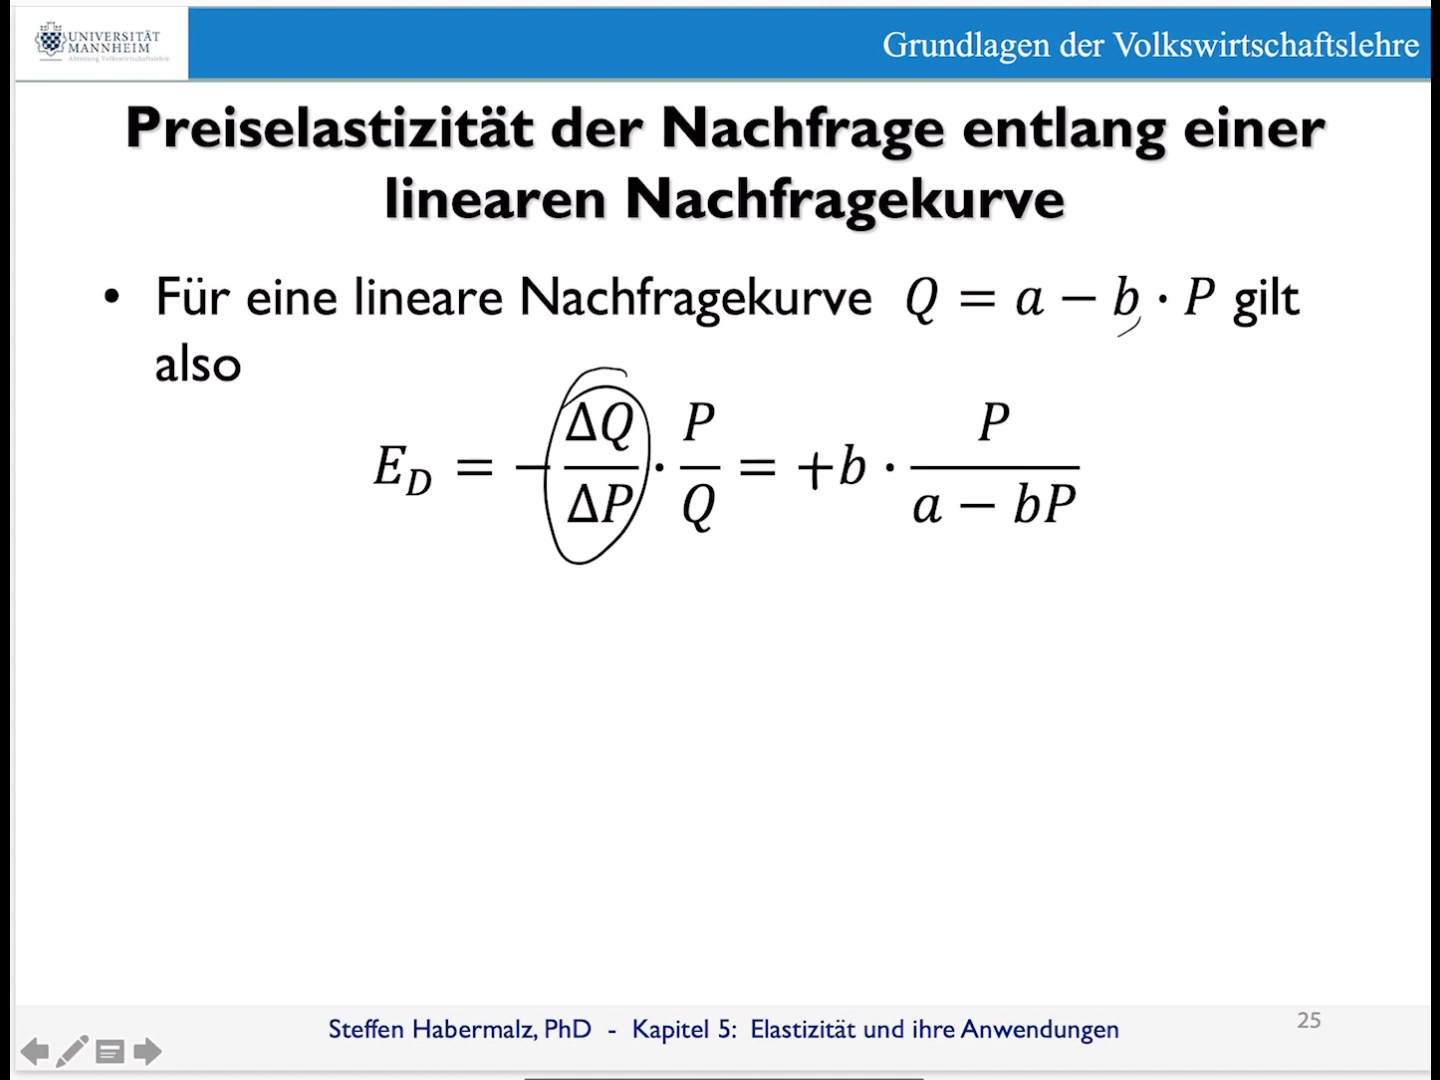 UNIVERSITÄT
MANNHEIM
Abteilung Volkswirtschaftslehre
Grundlagen der Volkswirtschaftslehre
Preiselastizität der Nachfrage entlang einer
linearen Nachfragekurve
• Für eine lineare Nachfragekurve Q = a − b · P gilt
also
E_D = −ΔQ/ΔP · P/Q = +b · P/(a − bP)
Steffen Habermalz, PhD - Kapitel 5: Elastizität und ihre Anwendungen
25